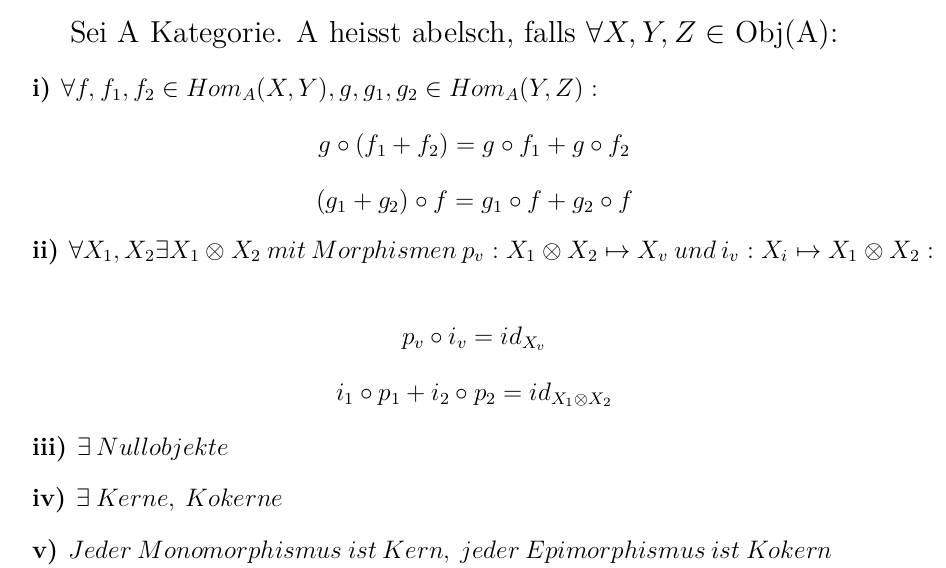 Sei A Kategorie. A heisst abelsch, falls ∀X, Y, Z ∈ Obj(A):
i) ∀f, f₁, f₂ ∈ Hom_A(X, Y), g, g₁, g₂ ∈ Hom_A(Y, Z) :
g ∘ (f₁ + f₂) = g ∘ f₁ + g ∘ f₂
(g₁ + g₂) ∘ f = g₁ ∘ f + g₂ ∘ f
ii) ∀X₁, X₂∃X₁ ⊗ X₂ mit Morphismen p_v : X₁ ⊗ X₂ ↦ X_v und i_v : X_i ↦ X₁ ⊗ X₂ :
p_v ∘ i_v = id_{X_v}
i₁ ∘ p₁ + i₂ ∘ p₂ = id_{X₁⊗X₂}
iii) ∃ Nullobjekte
iv) ∃ Kerne, Kokerne
v) Jeder Monomorphismus ist Kern, jeder Epimorphismus ist Kokern